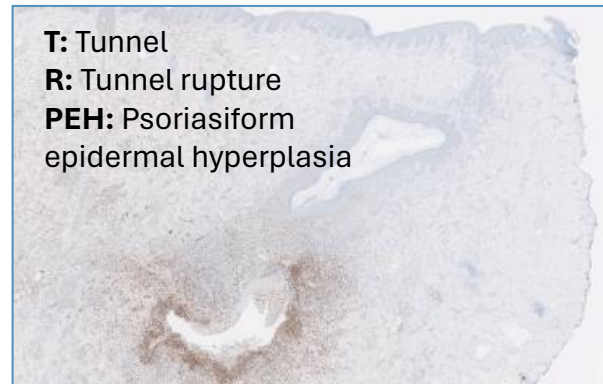 T: Tunnel
R: Tunnel rupture
PEH: Psoriasiform
epidermal hyperplasia